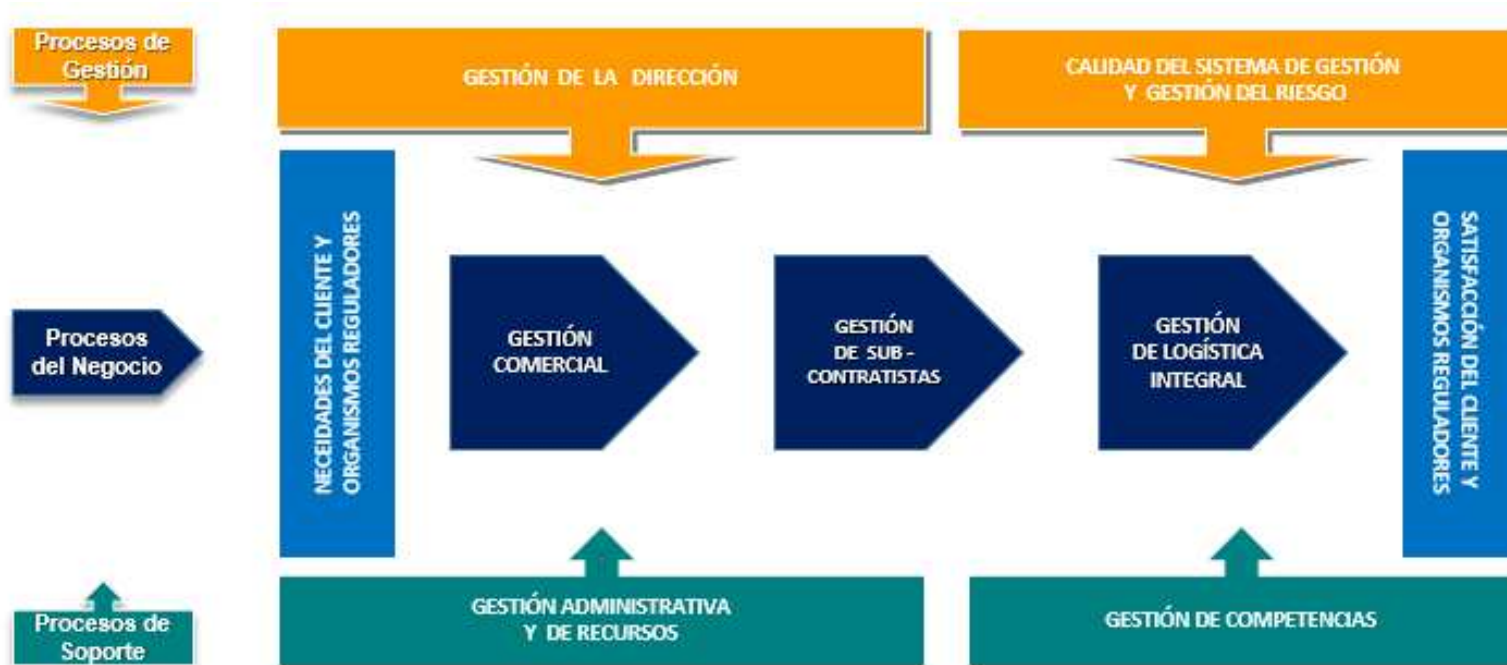 Procesos de
Gestión
GESTIÓN DE LA DIRECCIÓN
CALIDAD DEL SISTEMA DE GESTIÓN
Y GESTIÓN DEL RIESGO
Procesos
del Negocio
NECEIDADES DEL CLIENTE Y
ORGANISMOS REGULADORES
GESTIÓN
COMERCIAL
GESTIÓN
DE SUB -
CONTRATISTAS
GESTIÓN
DE LOGÍSTICA
INTEGRAL
SATISFACCIÓN DEL CLIENTE Y
ORGANISMOS REGULADORES
Procesos de
Soporte
GESTIÓN ADMINISTRATIVA
Y DE RECURSOS
GESTIÓN DE COMPETENCIAS